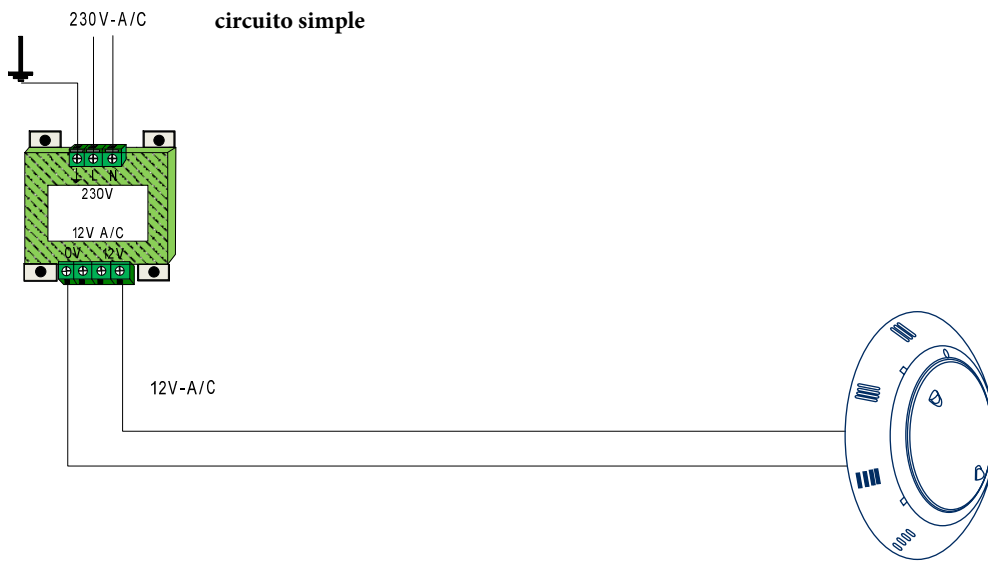 230V-A/C
circuito simple
L N
230V
12V A/C
0V 12V
12V-A/C